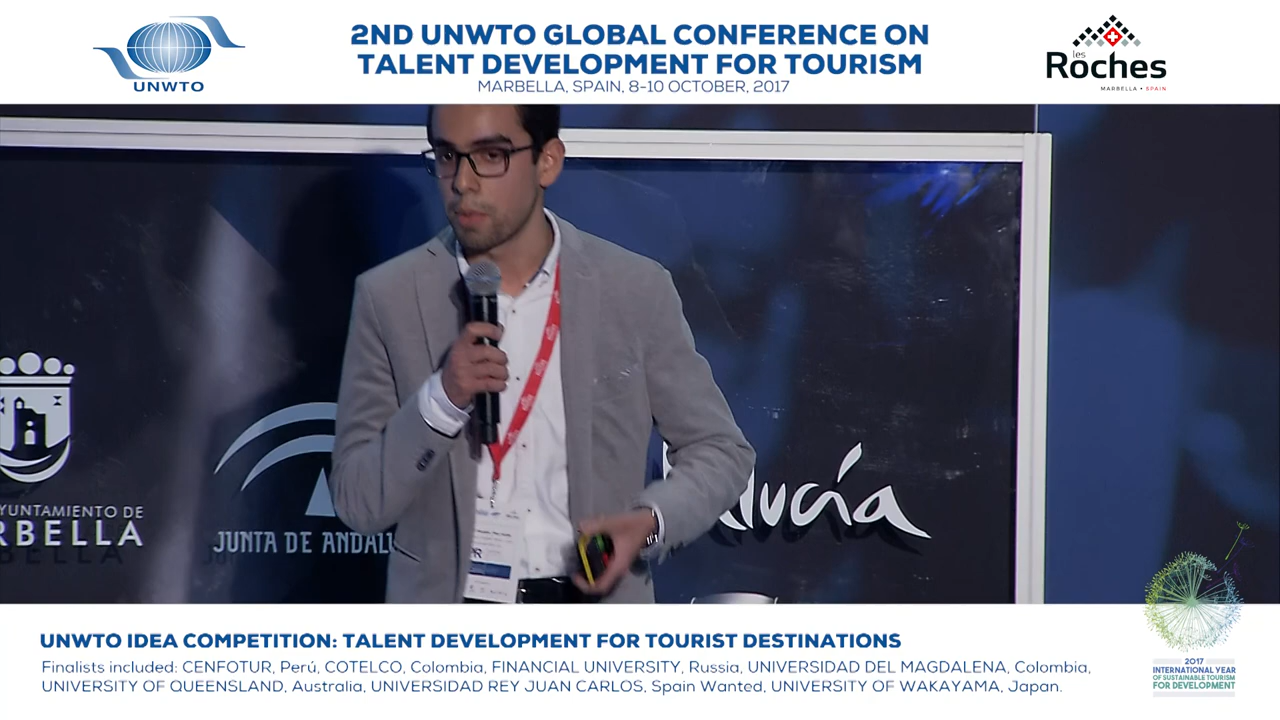 UNWTO
2ND UNWTO GLOBAL CONFERENCE ON
TALENT DEVELOPMENT FOR TOURISM
MARBELLA, SPAIN, 8-10 OCTOBER, 2017
les
Roches
MARBELLA • SPAIN
YUNTAMIENTO DE
RBELLA
JUNTA DE ANDAL
lucía
UNWTO IDEA COMPETITION: TALENT DEVELOPMENT FOR TOURIST DESTINATIONS
Finalists included: CENFOTUR, Perú, COTELCO, Colombia, FINANCIAL UNIVERSITY, Russia, UNIVERSIDAD DEL MAGDALENA, Colombia,
UNIVERSITY OF QUEENSLAND, Australia, UNIVERSIDAD REY JUAN CARLOS, Spain Wanted, UNIVERSITY OF WAKAYAMA, Japan.
2017
INTERNATIONAL YEAR
OF SUSTAINABLE TOURISM
FOR DEVELOPMENT